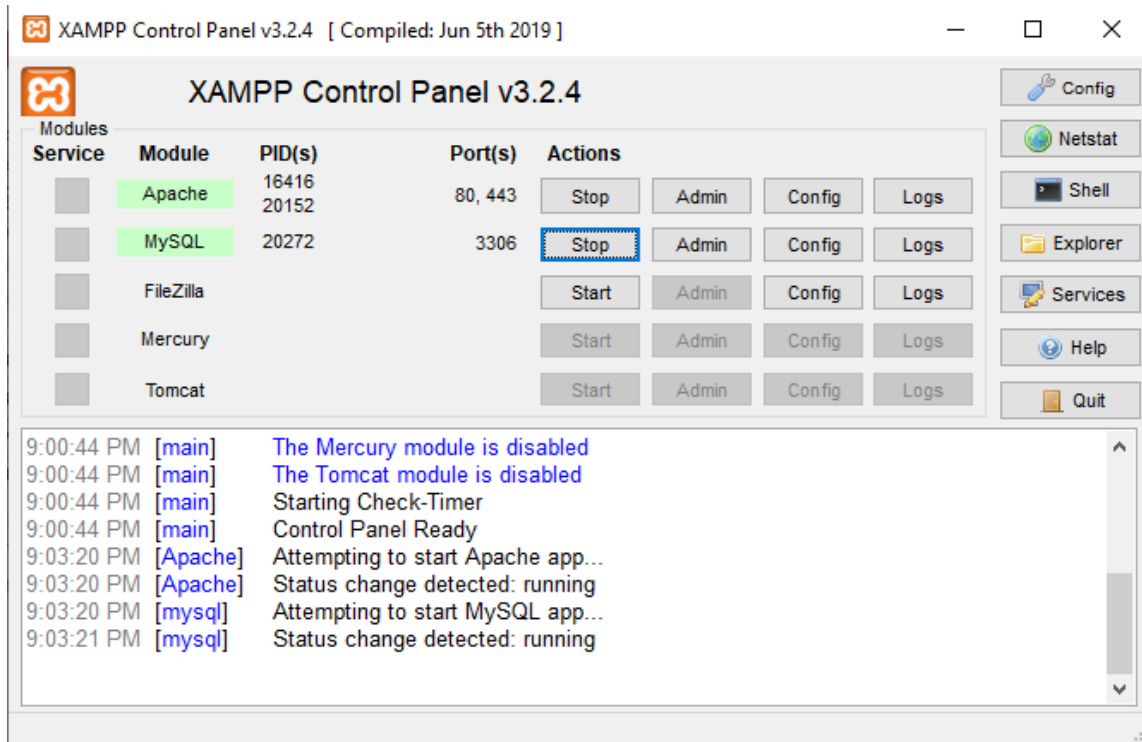 XAMPP Control Panel v3.2.4 [ Compiled: Jun 5th 2019 ]
XAMPP Control Panel v3.2.4
Config
Netstat
Shell
Explorer
Services
Help
Quit
Modules
Service Module PID(s) Port(s) Actions
Apache 16416 20152 80, 443 Stop Admin Config Logs
MySQL 20272 3306 Stop Admin Config Logs
FileZilla Start Admin Config Logs
Mercury Start Admin Config Logs
Tomcat Start Admin Config Logs
9:00:44 PM [main] The Mercury module is disabled
9:00:44 PM [main] The Tomcat module is disabled
9:00:44 PM [main] Starting Check-Timer
9:00:44 PM [main] Control Panel Ready
9:03:20 PM [Apache] Attempting to start Apache app...
9:03:20 PM [Apache] Status change detected: running
9:03:20 PM [mysql] Attempting to start MySQL app...
9:03:21 PM [mysql] Status change detected: running